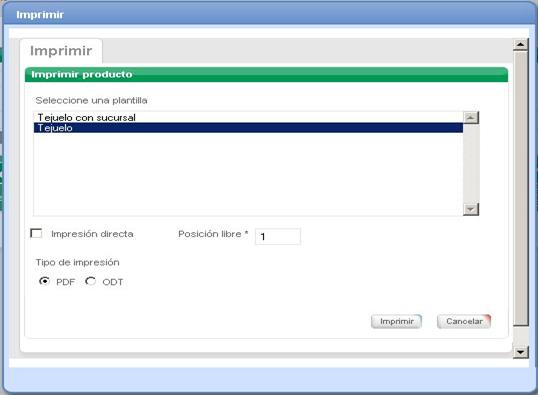 Imprimir
Imprimir
Imprimir producto
Seleccione una plantilla
Tejuelo con sucursal
Tejuelo
Impresión directa Posición libre * 1
Tipo de impresión
PDF ODT
Imprimir Cancelar